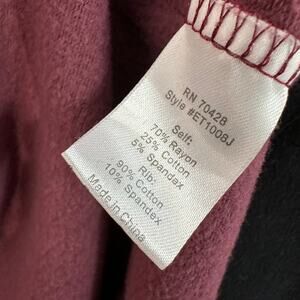 RN 70428
Style #ET1008J
Self:
70% Rayon
25% Cotton
5% Spandex
Rib:
90% Cotton
10% Spandex
Made in China